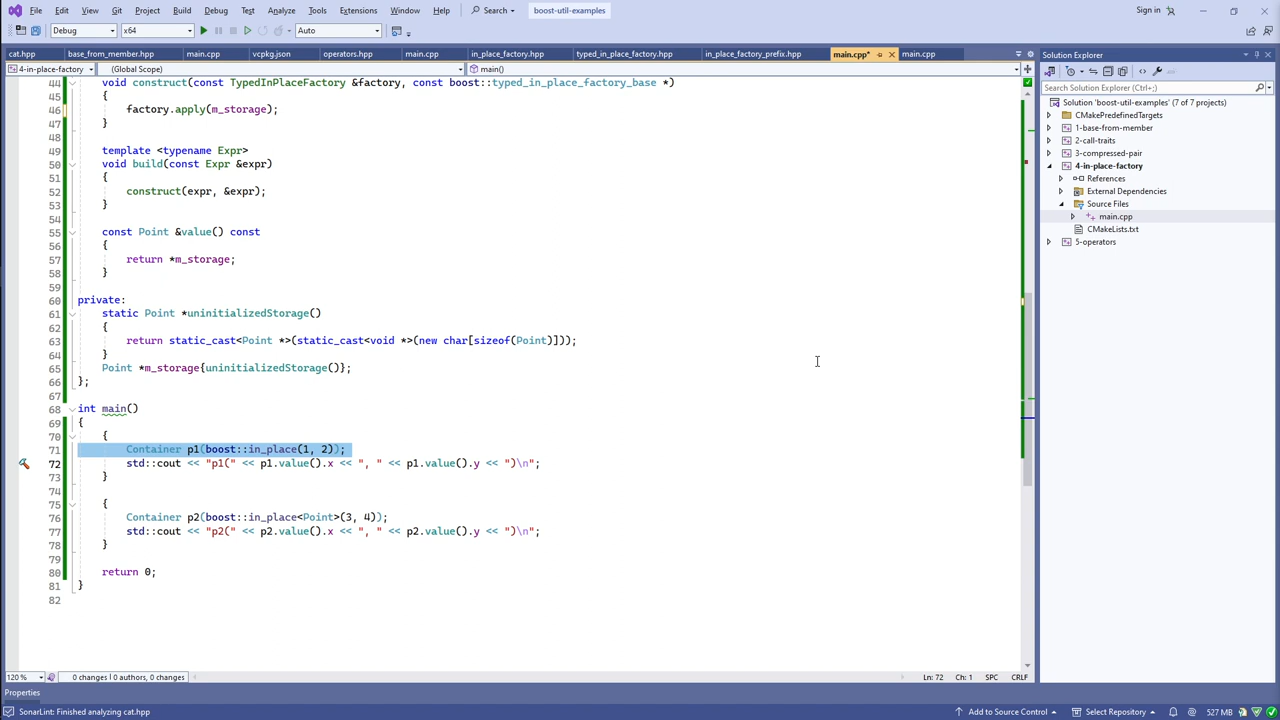 File Edit View Git Project Build Debug Test Analyze Tools Extensions Window Help Search boost-util-examples Sign in
Debug x64 Auto
cat.hpp base_from_member.hpp main.cpp vcpkg.json operators.hpp main.cpp in_place_factory.hpp typed_in_place_factory.hpp in_place_factory_prefix.hpp main.cpp* main.cpp
4-in-place-factory (Global Scope) main()
44 void construct(const TypedInPlaceFactory &factory, const boost::typed_in_place_factory_base *)
45 {
46 factory.apply(m_storage);
47 }
48
49 template <typename Expr>
50 void build(const Expr &expr)
51 {
52 construct(expr, &expr);
53 }
54
55 const Point &value() const
56 {
57 return *m_storage;
58 }
59
60 private:
61 static Point *uninitializedStorage()
62 {
63 return static_cast<Point *>(static_cast<void *>(new char[sizeof(Point)]));
64 }
65 Point *m_storage{uninitializedStorage()};
66 };
67
68 int main()
69 {
70 {
71 Container p1(boost::in_place(1, 2));
72 std::cout << "p1(" << p1.value().x << ", " << p1.value().y << ")\n";
73 }
74
75 {
76 Container p2(boost::in_place<Point>(3, 4));
77 std::cout << "p2(" << p2.value().x << ", " << p2.value().y << ")\n";
78 }
79
80 return 0;
81 }
82
120 % 0 changes | 0 authors, 0 changes Ln: 72 Ch: 1 SPC CRLF
Solution Explorer
Search Solution Explorer (Ctrl+;)
Solution 'boost-util-examples' (7 of 7 projects)
CMakePredefinedTargets
1-base-from-member
2-call-traits
3-compressed-pair
4-in-place-factory
References
External Dependencies
Source Files
main.cpp
CMakeLists.txt
5-operators
Properties
SonarLint: Finished analyzing cat.hpp Add to Source Control Select Repository 527 MB